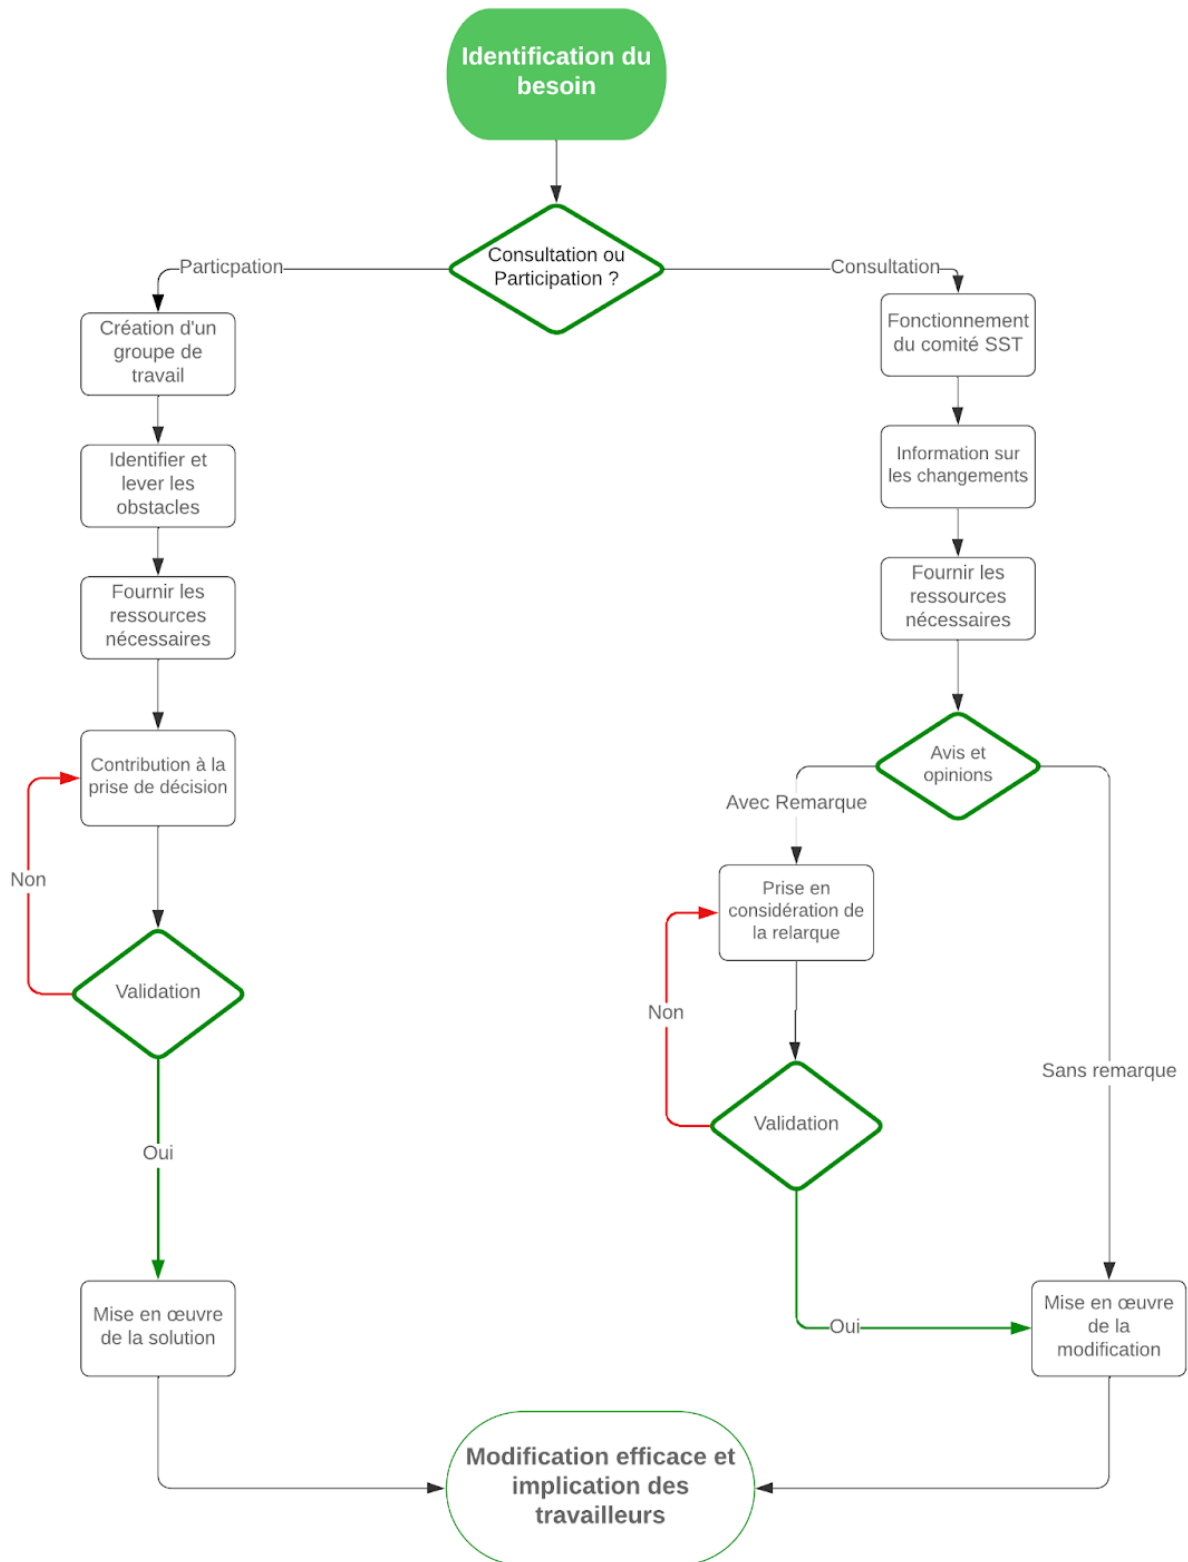 Identification du
besoin
Consultation ou
Participation ?
Particpation
Consultation
Création d'un
groupe de
travail
Identifier et
lever les
obstacles
Fournir les
ressources
nécessaires
Contribution à la
prise de décision
Non
Validation
Oui
Mise en œuvre
de la solution
Fonctionnement
du comité SST
Information sur
les changements
Fournir les
ressources
nécessaires
Avis et
opinions
Avec Remarque
Prise en
considération de
la relarque
Non
Validation
Sans remarque
Oui
Mise en œuvre
de la
modification
Modification efficace et
implication des
travailleurs